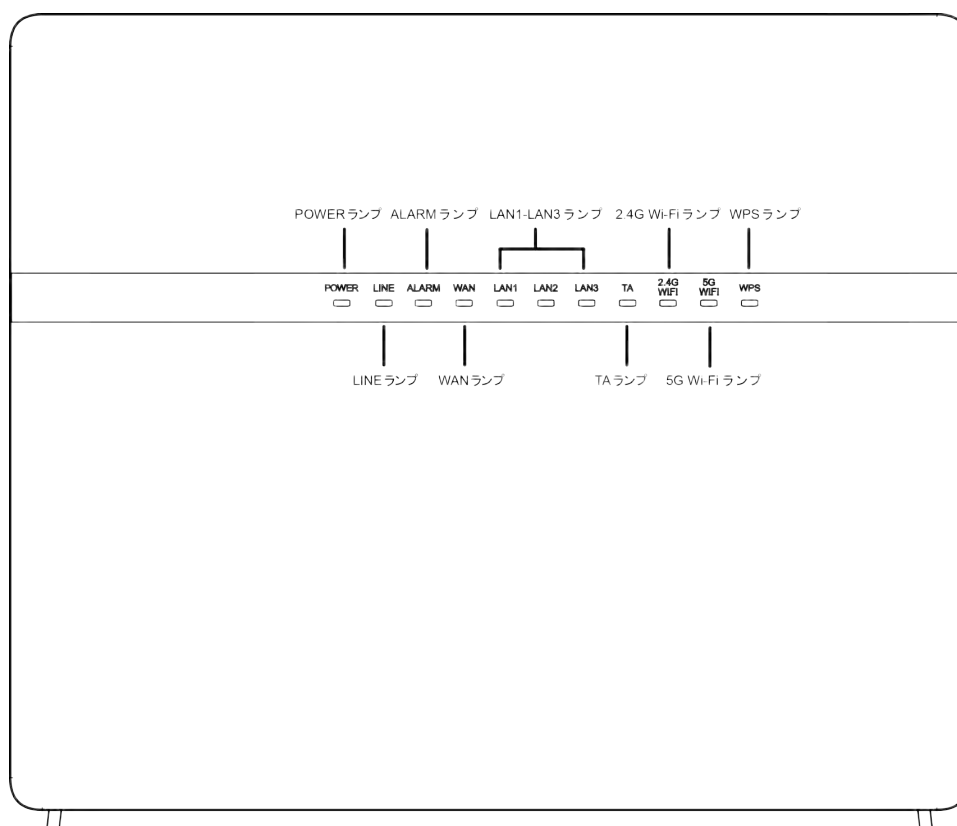 POWERランプ ALARMランプ LAN1-LAN3ランプ 2.4G Wi-Fiランプ WPSランプ
POWER LINE ALARM WAN LAN1 LAN2 LAN3 TA 2.4G WIFI 5G WIFI WPS
LINEランプ WANランプ TAランプ 5G Wi-Fiランプ